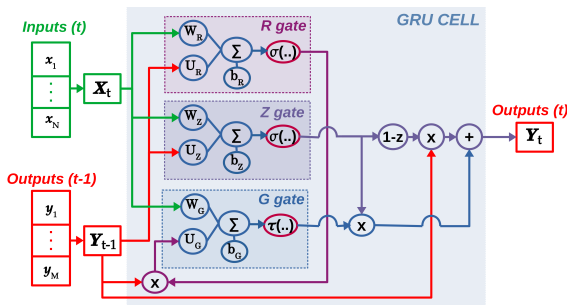 Inputs (t)
x1
⋮
xN
Xt
Outputs (t-1)
y1
⋮
yM
Yt-1
GRU CELL
R gate
WR
UR
Σ
bR
σ(..)
Z gate
WZ
UZ
Σ
bZ
σ(..)
G gate
WG
UG
Σ
bG
τ(..)
x
x
1-z
x
+
Outputs (t)
Yt